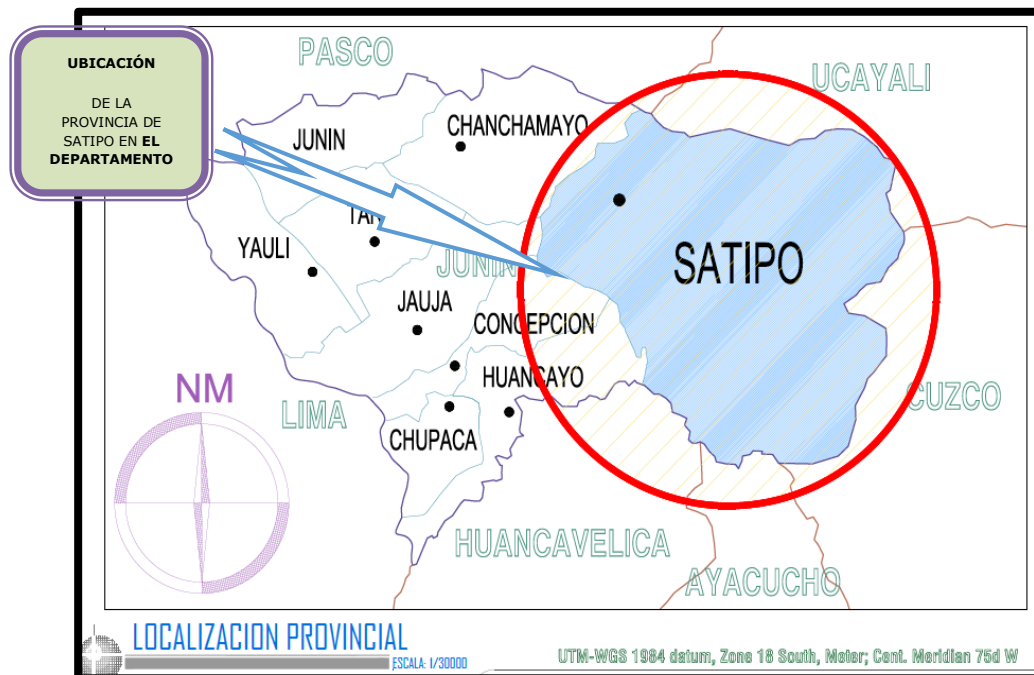 UBICACIÓN
DE LA
PROVINCIA DE
SATIPO EN EL
DEPARTAMENTO
PASCO
UCAYALI
JUNIN
CHANCHAMAYO
YAULI
JUNIN
SATIPO
JAUJA
CONCEPCION
HUANCAYO
NM
LIMA
CUZCO
CHUPACA
HUANCAVELICA
AYACUCHO
LOCALIZACION PROVINCIAL
ESCALA: 1/30000
UTM-WGS 1984 datum, Zone 18 South, Meter; Cent. Meridian 75d W